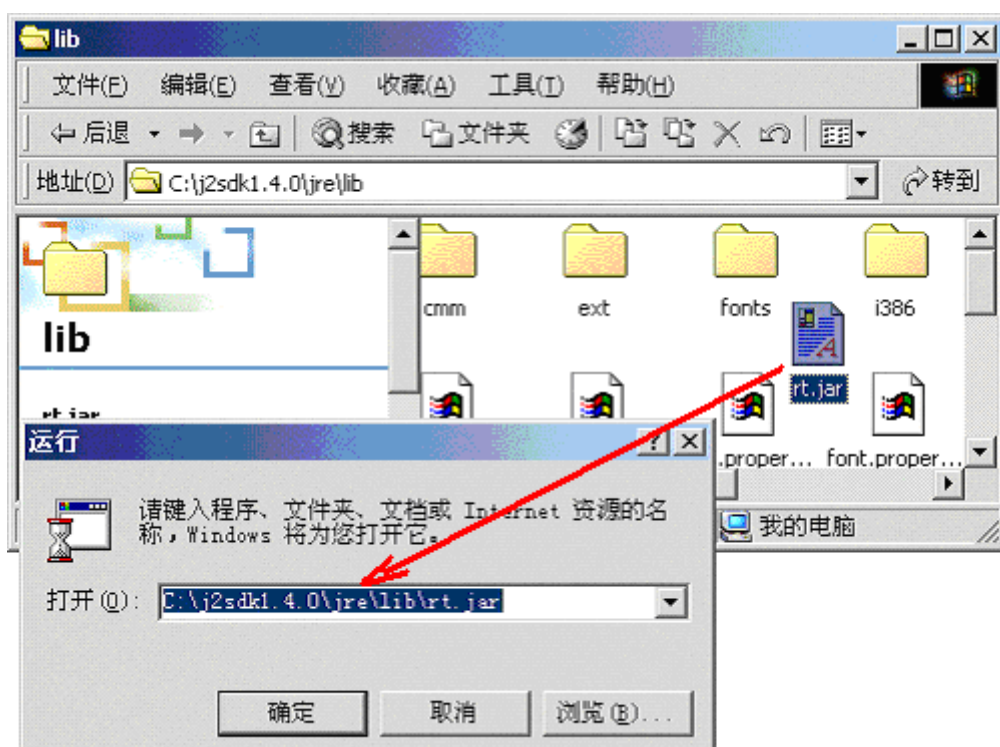 lib
文件(F) 编辑(E) 查看(V) 收藏(A) 工具(T) 帮助(H)
后退 搜索 文件夹
地址(D) C:\j2sdk1.4.0\jre\lib 转到
cmm ext fonts i386
lib
rt.jar
rt.jar
.proper... font.proper...
我的电脑
运行
请键入程序、文件夹、文档或 Internet 资源的名
称，Windows 将为您打开它。
打开(O): C:\j2sdk1.4.0\jre\lib\rt.jar
确定 取消 浏览(B)...